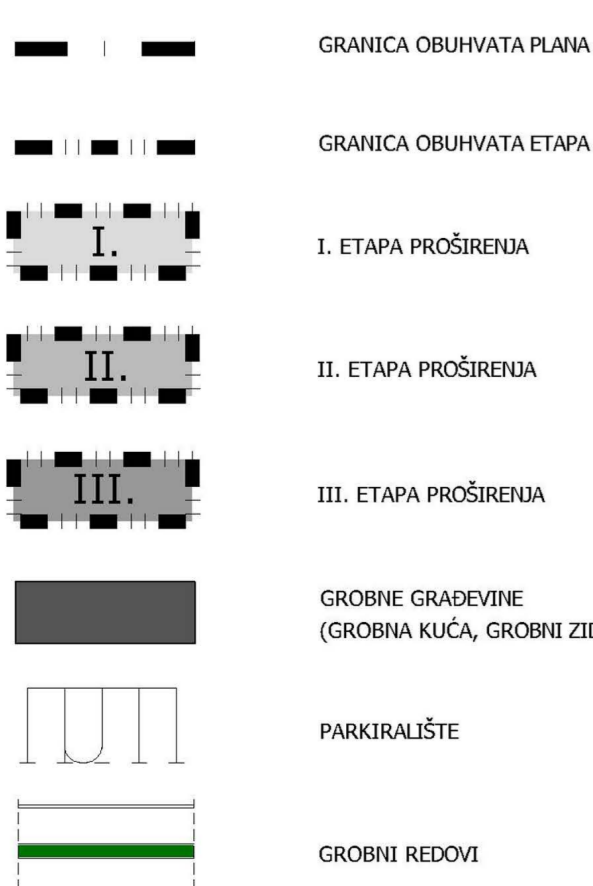 GRANICA OBUHVATA PLANA
GRANICA OBUHVATA ETAPA
I.
I. ETAPA PROŠIRENJA
II.
II. ETAPA PROŠIRENJA
III.
III. ETAPA PROŠIRENJA
GROBNE GRAĐEVINE
(GROBNA KUĆA, GROBNI
PARKIRALIŠTE
GROBNI REDOVI